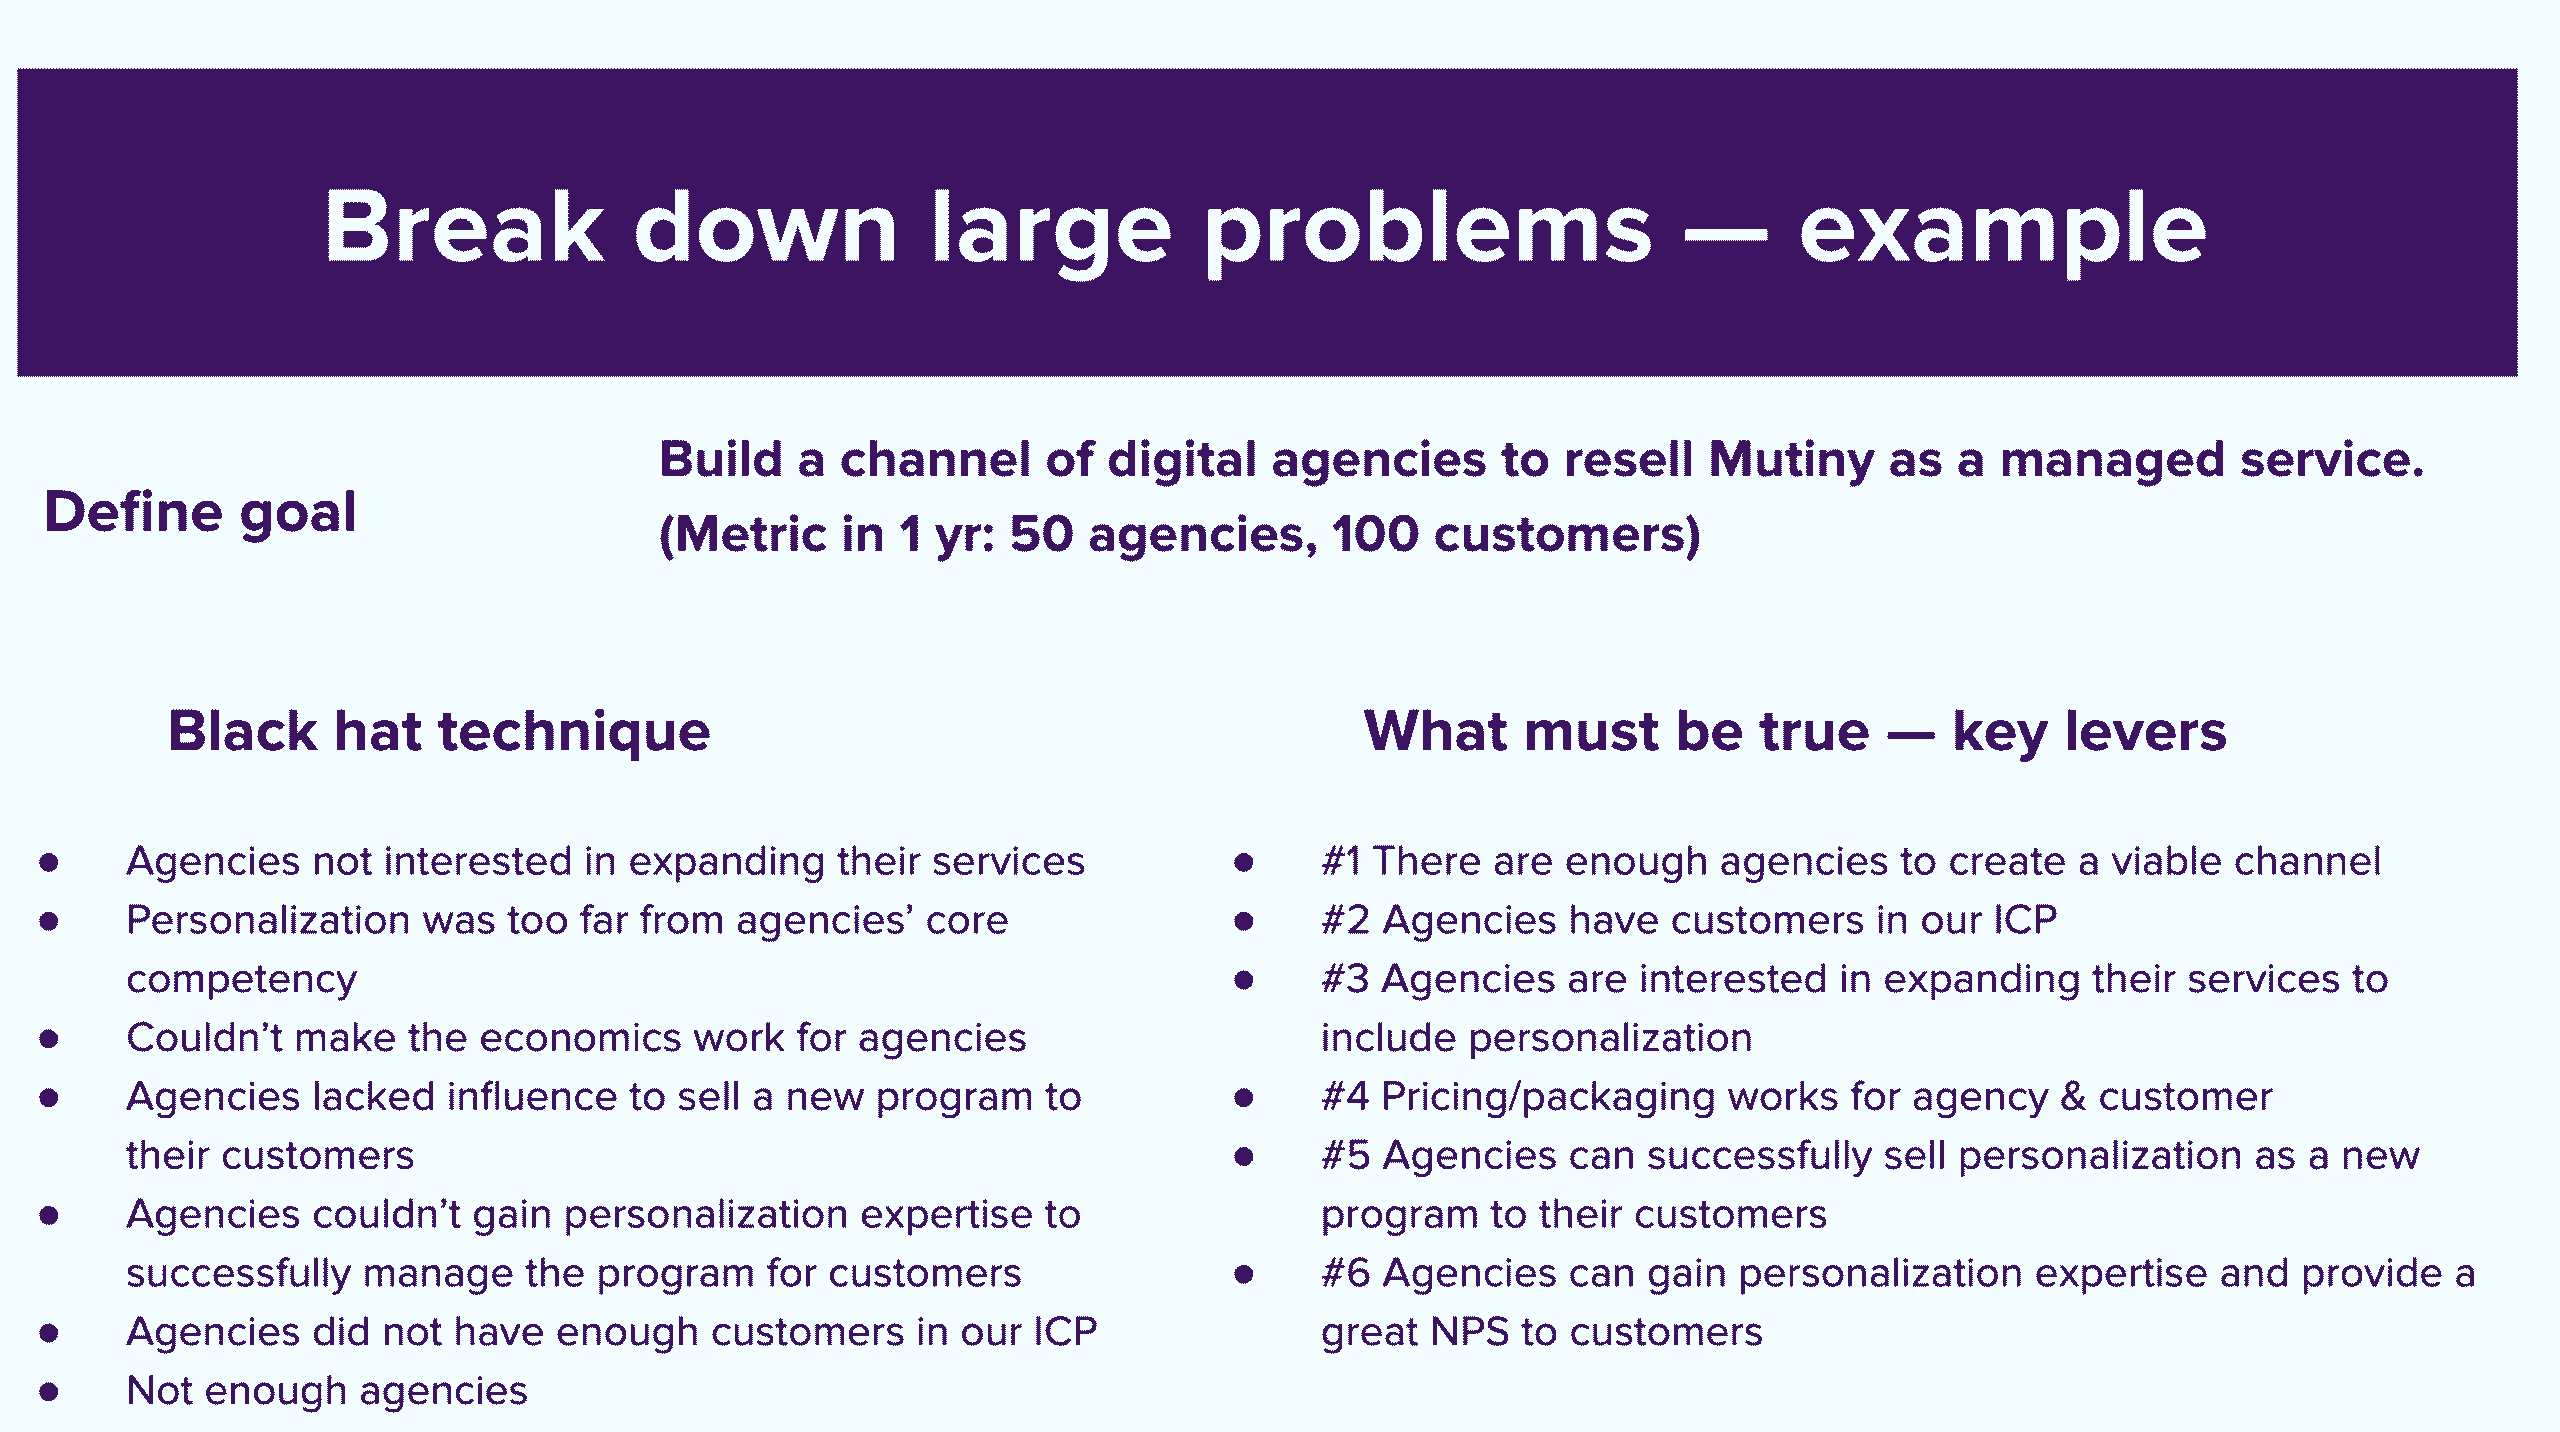 Break down large problems — example
Define goal
Build a channel of digital agencies to resell Mutiny as a managed service.
(Metric in 1 yr: 50 agencies, 100 customers)
Black hat technique
● Agencies not interested in expanding their services
● Personalization was too far from agencies’ core
competency
● Couldn’t make the economics work for agencies
● Agencies lacked influence to sell a new program to
their customers
● Agencies couldn’t gain personalization expertise to
successfully manage the program for customers
● Agencies did not have enough customers in our ICP
● Not enough agencies
What must be true — key levers
● #1 There are enough agencies to create a viable channel
● #2 Agencies have customers in our ICP
● #3 Agencies are interested in expanding their services to
include personalization
● #4 Pricing/packaging works for agency & customer
● #5 Agencies can successfully sell personalization as a new
program to their customers
● #6 Agencies can gain personalization expertise and provide a
great NPS to customers